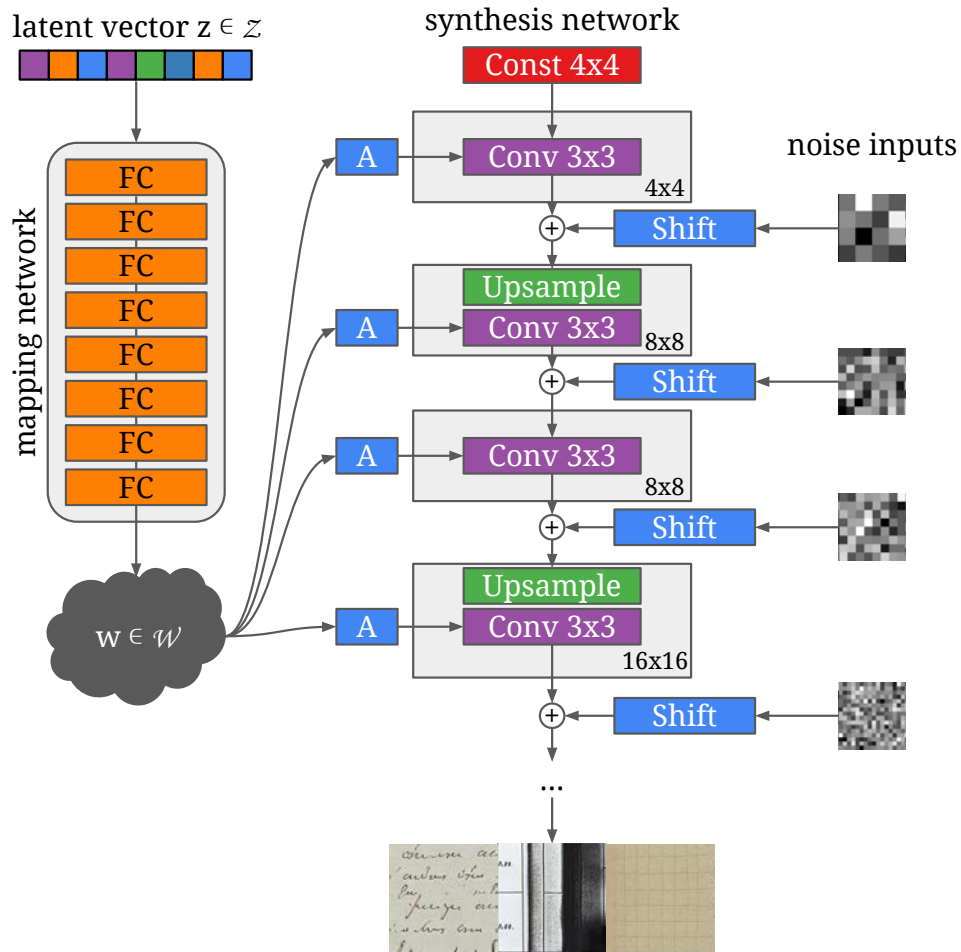 latent vector z ∈ 𝒵
synthesis network
Const 4x4
mapping network
FC
FC
FC
FC
FC
FC
FC
FC
w ∈ 𝒲
A
Conv 3x3
4x4
noise inputs
+
Shift
Upsample
A
Conv 3x3
8x8
+
Shift
A
Conv 3x3
8x8
+
Shift
Upsample
A
Conv 3x3
16x16
+
Shift
...